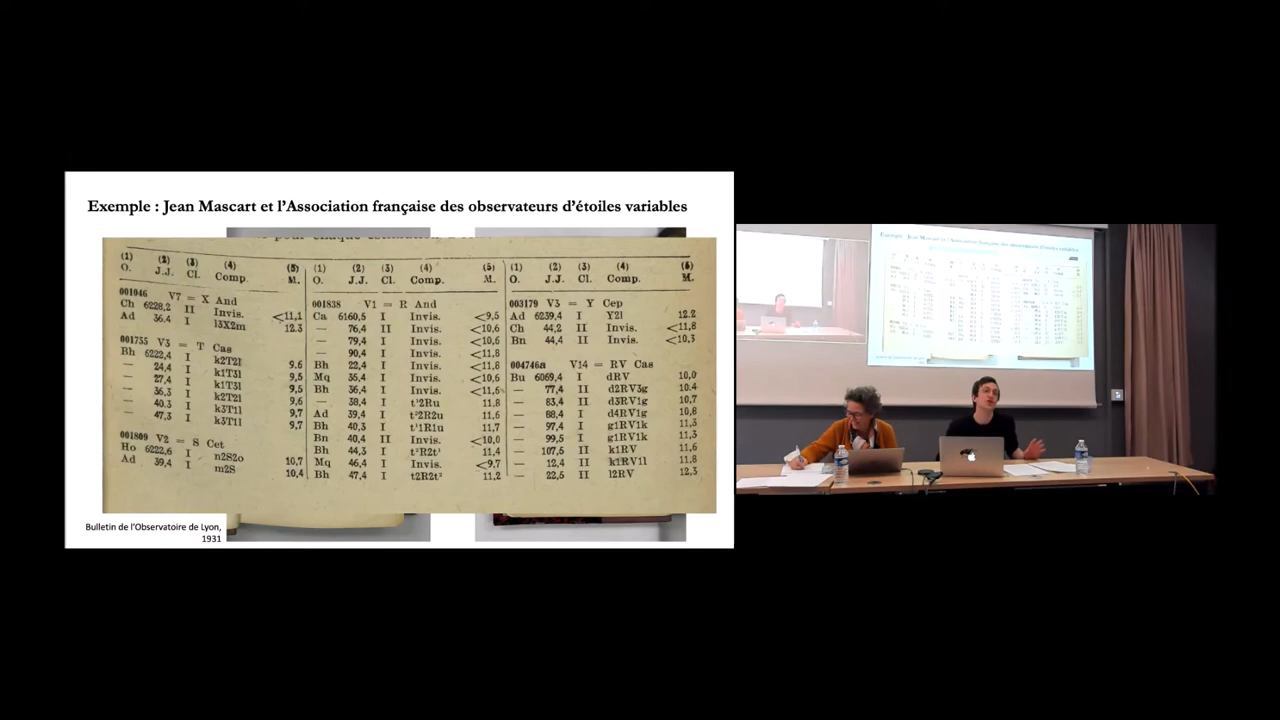 Exemple : Jean Mascart et l'Association française des observateurs d'étoiles variables
(1) (2) (3) (4) (5)
O. J.J. Cl. Comp. M.
001046 V7 = X And
Ch 6228,2 II Invis. <11,1
Ad 36.4 I l3X2m 12.3
001755 V3 = T Cas
Bh 6222,4 I k2T2l 9.6
— 24,4 I k1T3l 9,5
— 27,4 I k1T3l 9,5
— 36,3 I k2T2l 9,6
— 40.3 I k3T1l 9,7
— 47,3 I k3T1l 9,7
001809 V2 = S Cet
Ho 6222,6 I n2S2o 10,7
Ad 39,4 I m2S 10,4
(1) (2) (3) (4) (5)
O. J.J. Cl. Comp. M.
001838 V1 = R And
Ca 6160,5 I Invis. <9,5
— 76,4 II Invis. <10,6
— 79,4 I Invis. <10,6
— 90,4 I Invis. <11,8
Bh 22,4 I Invis. <11,8
Mq 35,4 I Invis. <10,6
Bh 36,4 I Invis. <11,6
— 38,4 I t'2Ru 11,8
Ad 39,4 I t'2R2u 11,6
Bh 40,3 I t'1R1u 11,7
Bn 40,4 II Invis. <10,0
Bh 44,3 I t'2R2t' 11,4
Mq 46,4 I Invis. <9,7
Bh 47,4 I t2R2t' 11,2
(1) (2) (3) (4) (5)
O. J.J. Cl. Comp. M.
003179 V3 = Y Cep
Ad 6239,4 I Y2l 12.2
Ch 44,2 II Invis. <11,8
Bn 44,4 II Invis. <10,3
004746a V14 = RV Cas
Bu 6069,4 I dRV 10,0
— 77,4 II d2RV3g 10.4
— 83,4 II d3RV1g 10,7
— 88,4 I d4RV1g 10,8
— 97,4 I g1RV1k 11,3
— 99,5 I g1RV1k 11,3
— 107,6 II k1RV 11,6
— 12,4 II k1RV1l 11,8
— 22,5 II l2RV 12,3
Bulletin de l'Observatoire de Lyon,
1931